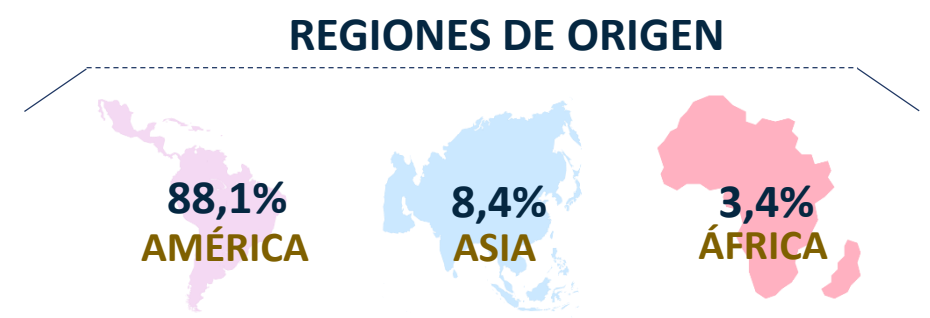 REGIONES DE ORIGEN
88,1%
AMÉRICA
8,4%
ASIA
3,4%
ÁFRICA